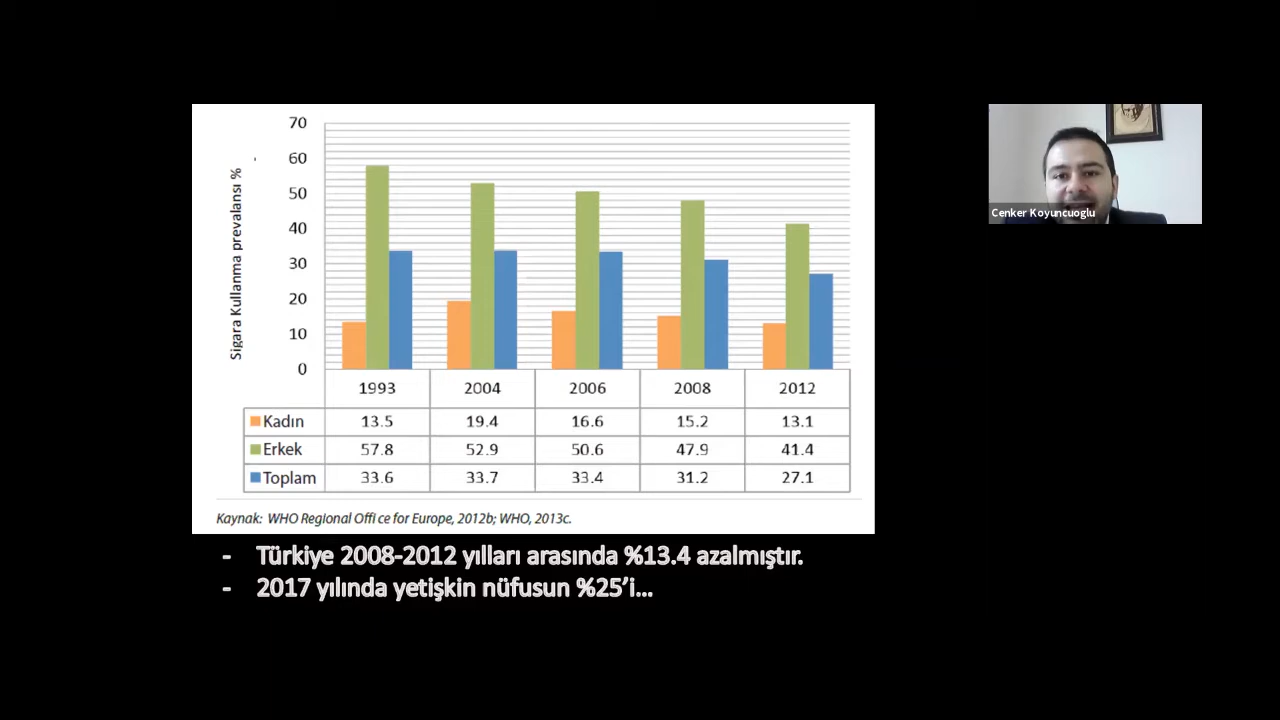 70
60
50
40
30
20
10
0
Sigara Kullanma prevalansı %
1993 2004 2006 2008 2012
Kadın 13.5 19.4 16.6 15.2 13.1
Erkek 57.8 52.9 50.6 47.9 41.4
Toplam 33.6 33.7 33.4 31.2 27.1
Kaynak: WHO Regional Offi ce for Europe, 2012b; WHO, 2013c.
- Türkiye 2008-2012 yılları arasında %13.4 azalmıştır.
- 2017 yılında yetişkin nüfusun %25’i...
Cenker Koyuncuoglu